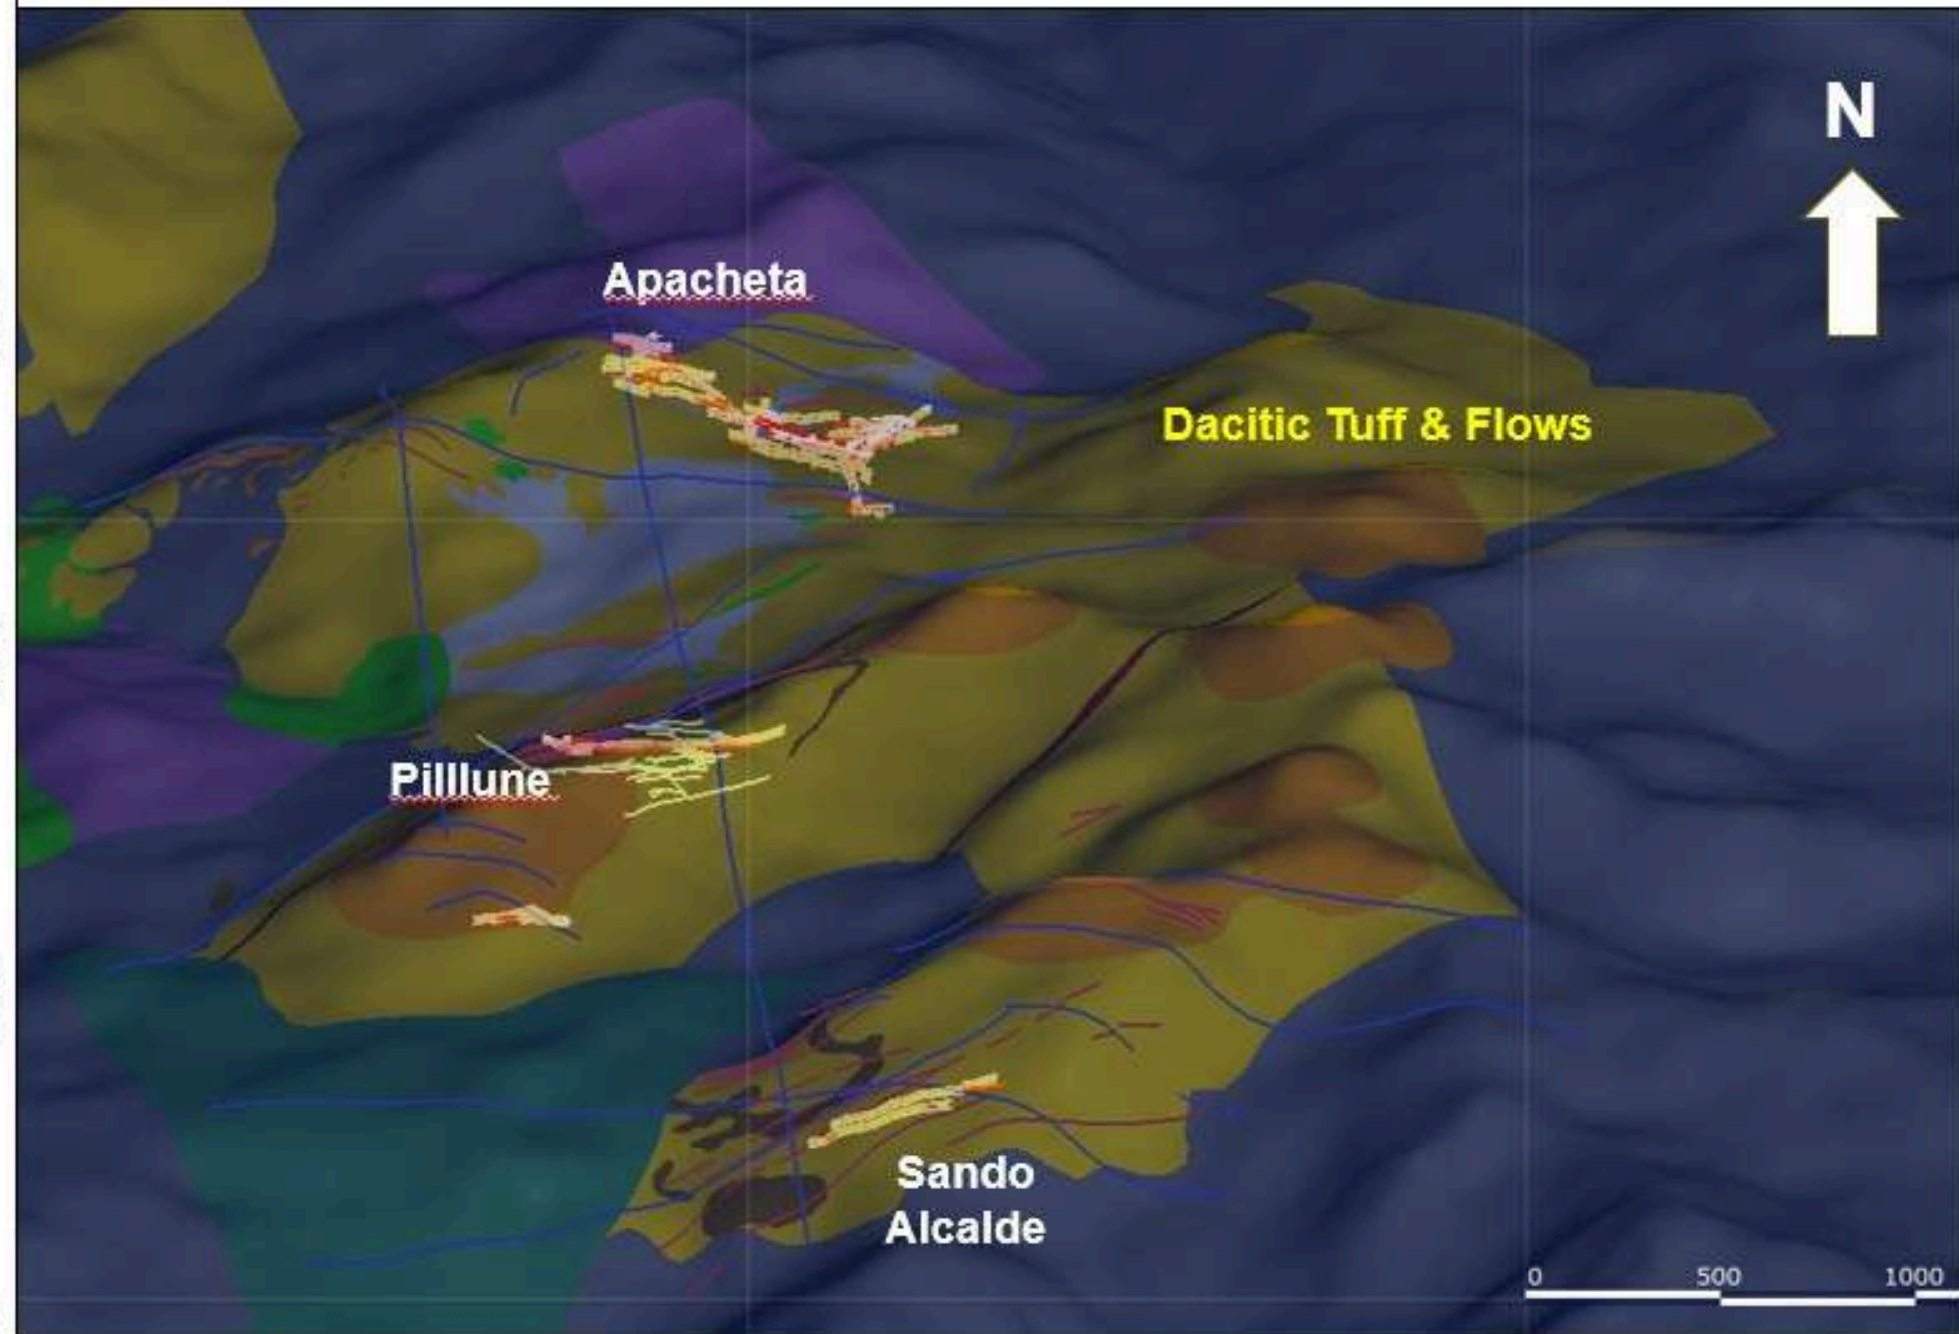 N
Apacheta
Dacitic Tuff & Flows
Pilllune
Sando
Alcalde
0 500 1000